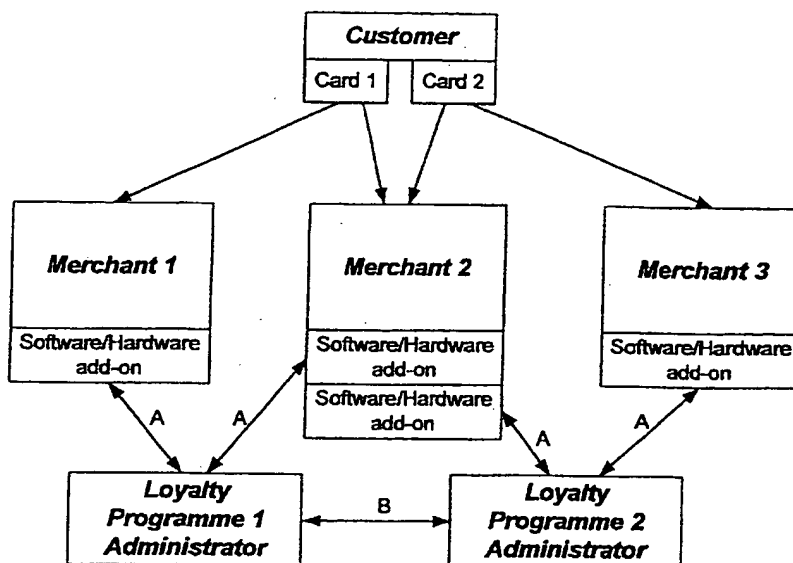 Customer
Card 1
Card 2
Merchant 1
Merchant 2
Merchant 3
Software/Hardware
add-on
Software/Hardware
add-on
Software/Hardware
add-on
Software/Hardware
add-on
A
A
A
A
Loyalty
Programme 1
Administrator
B
Loyalty
Programme 2
Administrator